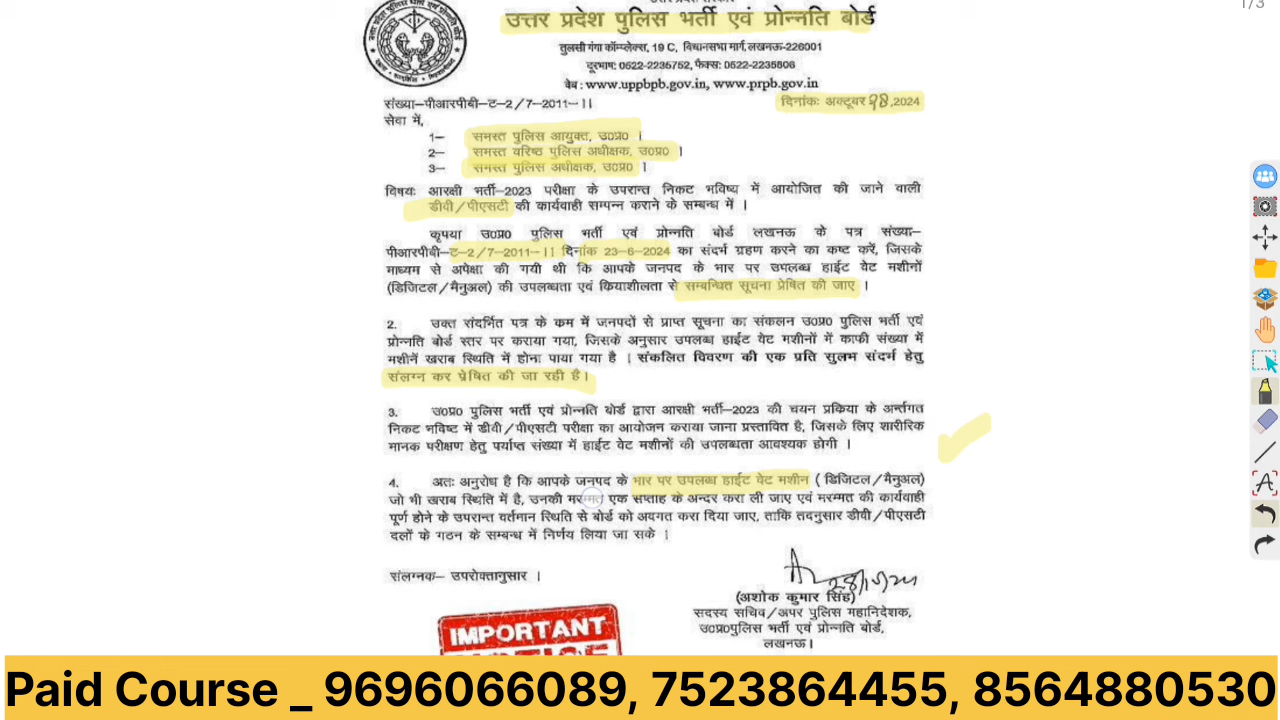 1/3
उत्तर प्रदेश पुलिस भर्ती एवं प्रोन्नति बोर्ड
तुलसी गंगा कॉम्प्लेक्स, 19 C, विधानसभा मार्ग, लखनऊ-226001
दूरभाष: 0522-2235752, फैक्स: 0522-2235806
वेब : www.uppbpb.gov.in, www.prpb.gov.in
संख्या-पीआरपीबी-ट-2/7-2011-।। दिनांकः अक्टूबर 28, 2024
सेवा में,
1- समस्त पुलिस आयुक्त, उ0प्र0 ।
2- समस्त वरिष्ठ पुलिस अधीक्षक, उ0प्र0 ।
3- समस्त पुलिस अधीक्षक, उ0प्र0 ।
विषयः आरक्षी भर्ती-2023 परीक्षा के उपरान्त निकट भविष्य में आयोजित की जाने वाली
डीवी/पीएसटी की कार्यवाही सम्पन्न कराने के सम्बन्ध में ।
कृपया उ0प्र0 पुलिस भर्ती एवं प्रोन्नति बोर्ड लखनऊ के पत्र संख्या-
पीआरपीबी-ट-2/7-2011-।। दिनांक 23-6-2024 का संदर्भ ग्रहण करने का कष्ट करें, जिसके
माध्यम से अपेक्षा की गयी थी कि आपके जनपद के भार पर उपलब्ध हाईट वेट मशीनों
(डिजिटल/मैनुअल) की उपलब्धता एवं कियाशीलता से सम्बन्धित सूचना प्रेषित की जाए ।
2. उक्त संदर्भित पत्र के कम में जनपदों से प्राप्त सूचना का संकलन उ0प्र0 पुलिस भर्ती एवं
प्रोन्नति बोर्ड स्तर पर कराया गया, जिसके अनुसार उपलब्ध हाईट वेट मशीनों में काफी संख्या में
मशीनें खराब स्थिति में होना पाया गया है । संकलित विवरण की एक प्रति सुलभ संदर्भ हेतु
संलग्न कर प्रेषित की जा रही है।
3. उ0प्र0 पुलिस भर्ती एवं प्रोन्नति बोर्ड द्वारा आरक्षी भर्ती-2023 की चयन प्रकिया के अर्न्तगत
निकट भविष्ट में डीवी/पीएसटी परीक्षा का आयोजन कराया जाना प्रस्तावित है, जिसके लिए शारीरिक
मानक परीक्षण हेतु पर्याप्त संख्या में हाईट वेट मशीनों की उपलब्धता आवश्यक होगी ।
4. अतः अनुरोध है कि आपके जनपद के भार पर उपलब्ध हाईट वेट मशीन ( डिजिटल/मैनुअल)
जो भी खराब स्थिति में है, उनकी मरम्मत एक सप्ताह के अन्दर करा ली जाए एवं मरम्मत की कार्यवाही
पूर्ण होने के उपरान्त वर्तमान स्थिति से बोर्ड को अवगत करा दिया जाए, ताकि तदनुसार डीवी/पीएसटी
दलों के गठन के सम्बन्ध में निर्णय लिया जा सके ।
संलग्नक- उपरोक्तानुसार ।
(अशोक कुमार सिंह)
सदस्य सचिव/अपर पुलिस महानिदेशक,
उ0प्र0पुलिस भर्ती एवं प्रोन्नति बोर्ड,
लखनऊ।
IMPORTANT
NOTICE
Paid Course _ 9696066089, 7523864455, 8564880530